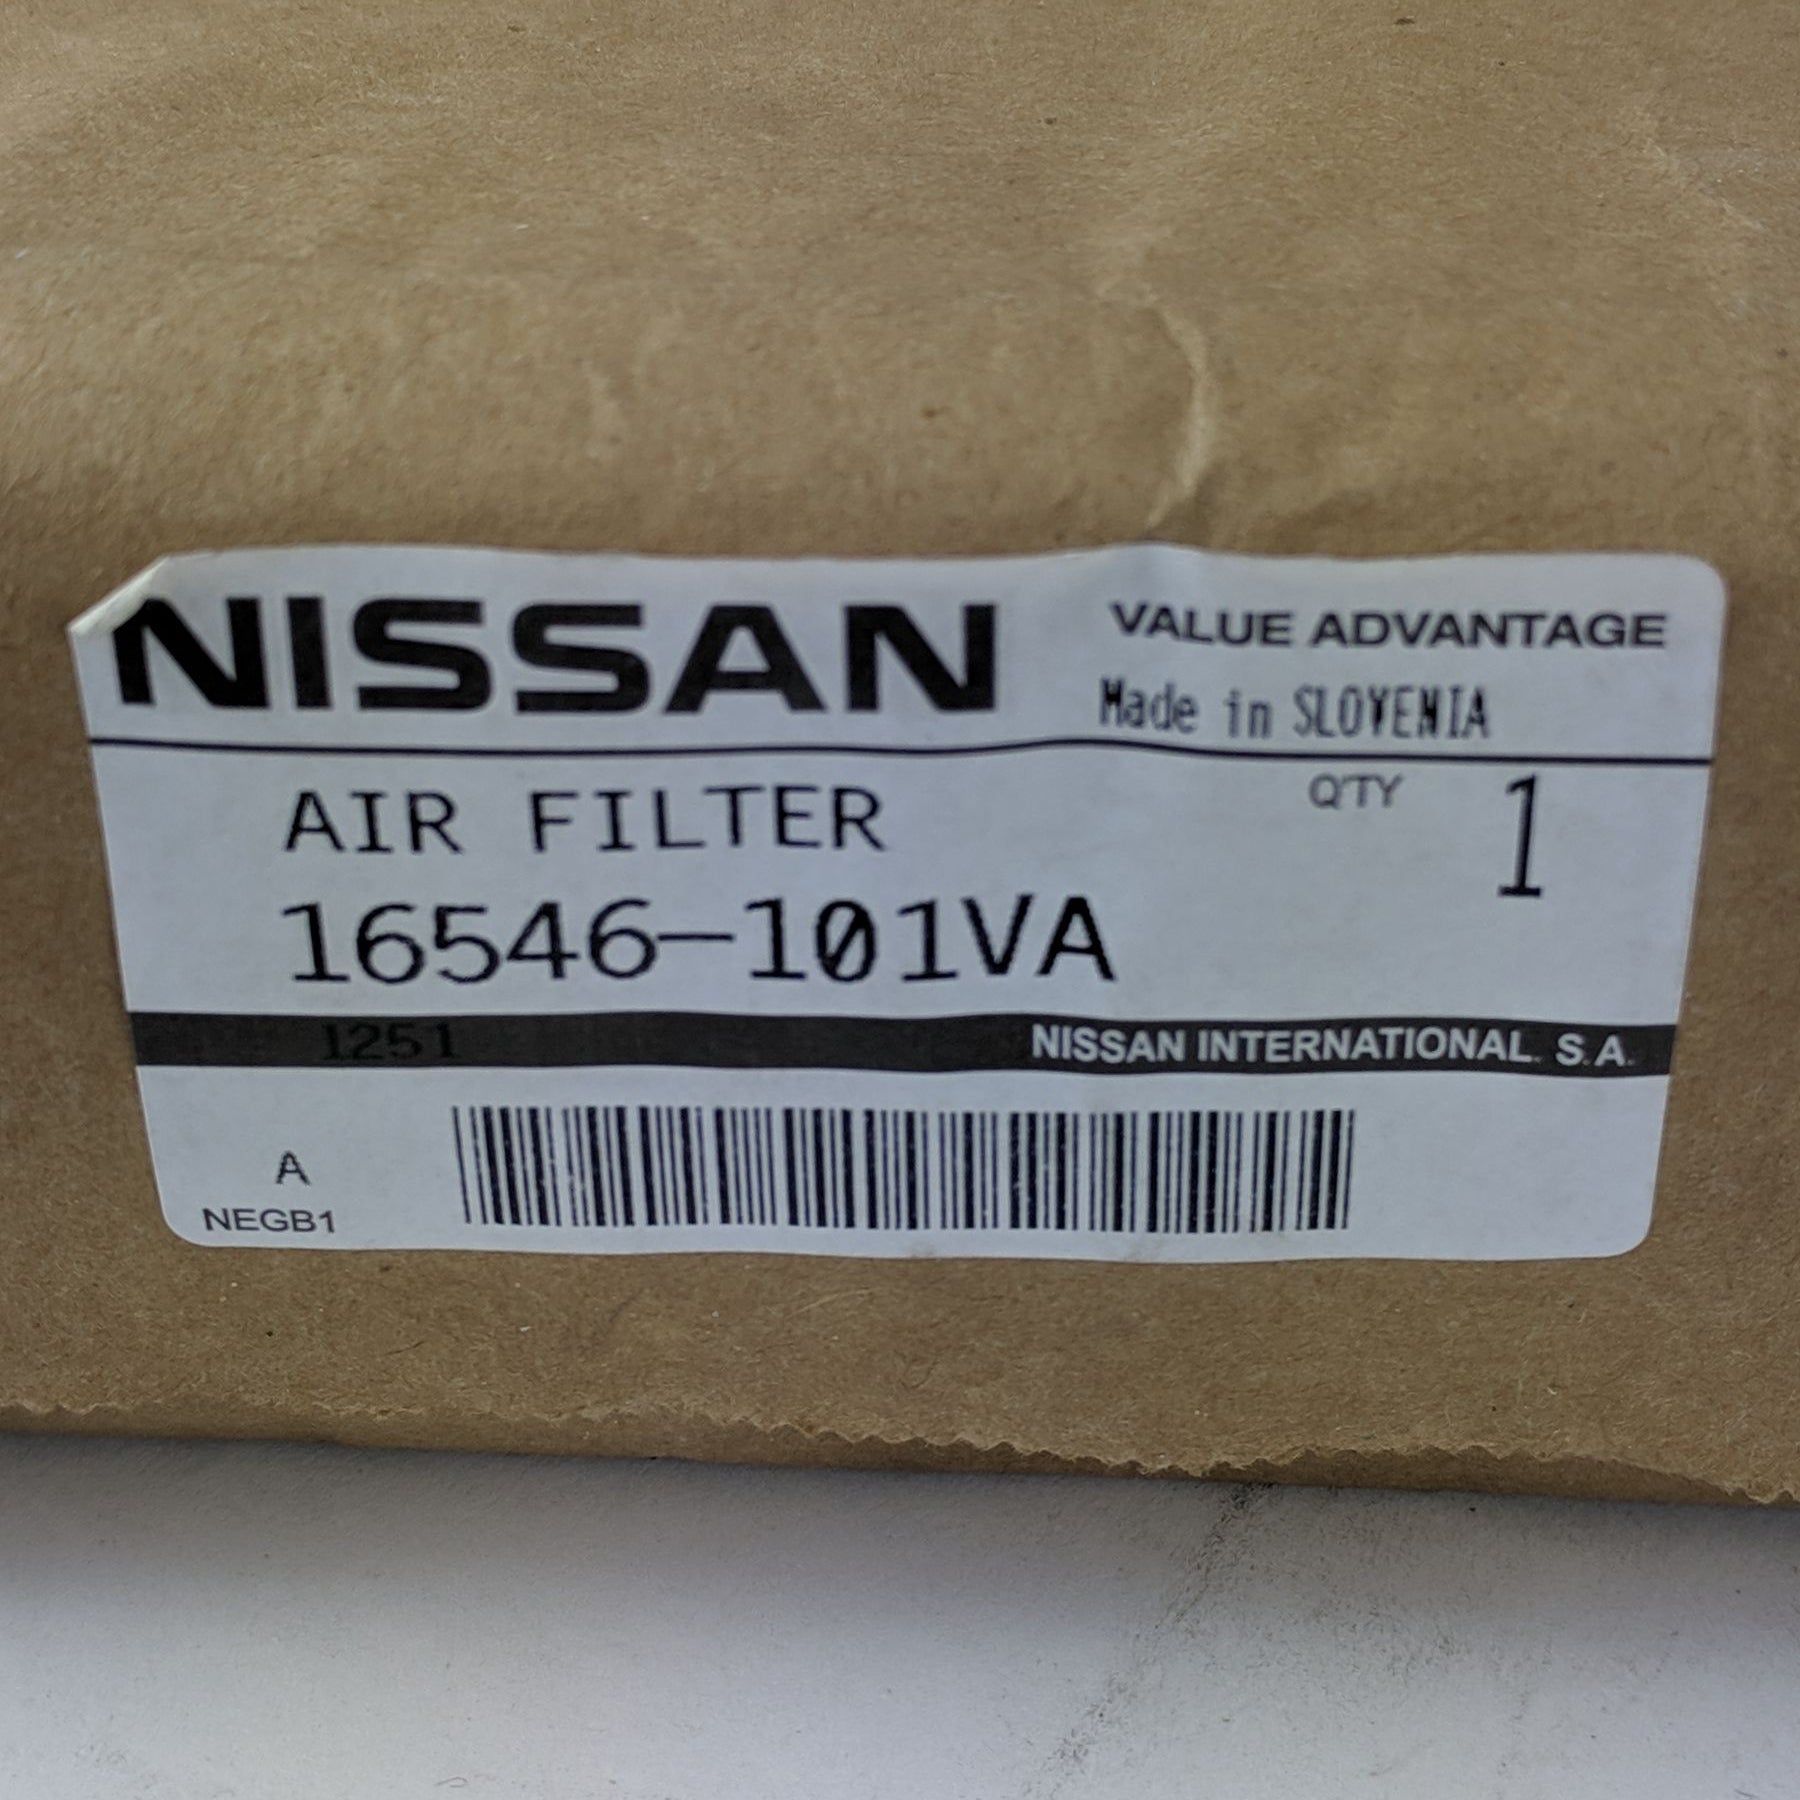 NISSAN
VALUE ADVANTAGE
Made in SLOVENIA
AIR FILTER
Q'TY 1
16546-101VA
1251
NISSAN INTERNATIONAL. S.A.
A
NEGB1